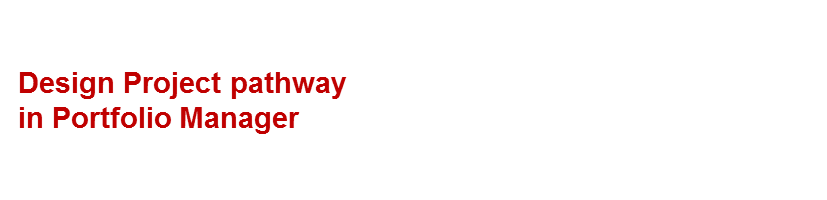 Design Project pathway
in Portfolio Manager